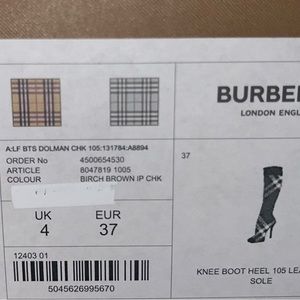 BURBE
LONDON ENGL
A:LF BTS DOLMAN CHK 105:131784:A8894
ORDER No 4500654530
ARTICLE 8047819 1005
COLOUR BIRCH BROWN IP CHK
37
UK EUR
4 37
12403 01
5045626995670
KNEE BOOT HEEL 105 LEA
SOLE